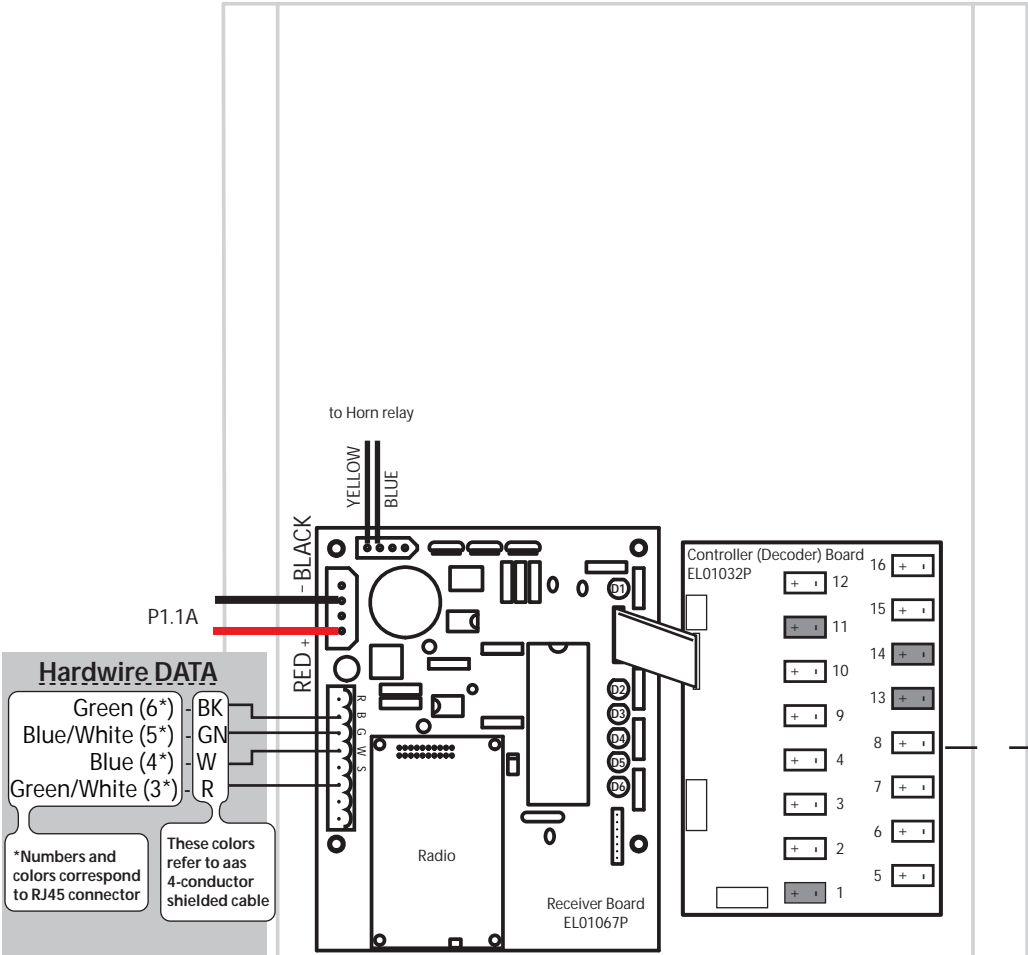 to Horn relay
YELLOW
BLUE
- BLACK
P1.1A
RED +
Hardwire DATA
Green (6*) - BK
Blue/White (5*) - GN
Blue (4*) - W
Green/White (3*) - R
*Numbers and
colors correspond
to RJ45 connector
These colors
refer to aas
4-conductor
shielded cable
R
B
G
W
S
D1
D2
D3
D4
D5
D6
Radio
Receiver Board
EL01067P
Controller (Decoder) Board
EL01032P
+ - 12
+ - 11
+ - 10
+ - 9
+ - 4
+ - 3
+ - 2
+ - 1
16 + -
15 + -
14 + -
13 + -
8 + -
7 + -
6 + -
5 + -